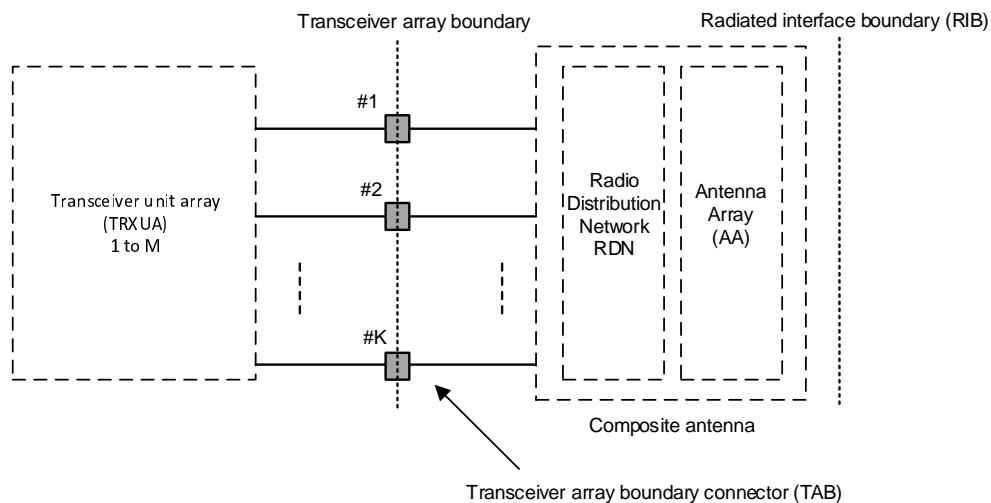 Transceiver array boundary
Radiated interface boundary (RIB)
#1
#2
#K
Transceiver unit array
(TRXUA)
1 to M
Radio
Distribution
Network
RDN
Antenna
Array
(AA)
Composite antenna
Transceiver array boundary connector (TAB)